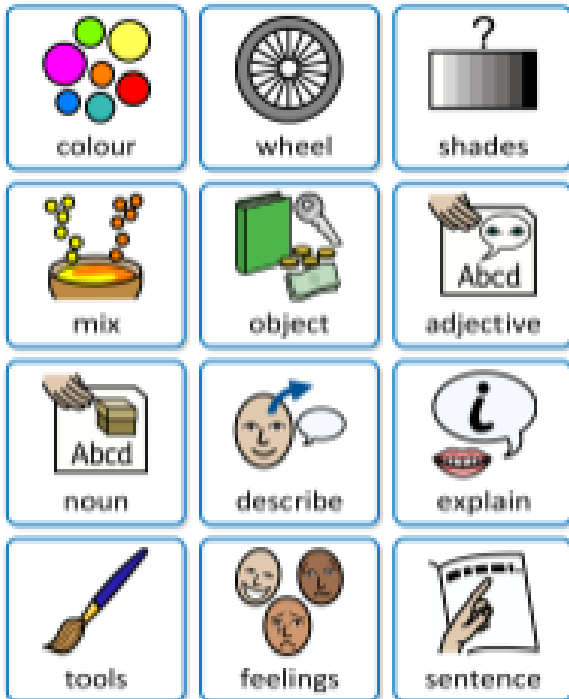 colour
wheel
?
shades
mix
object
Abcd
adjective
Abcd
noun
describe
i
explain
tools
feelings
sentence